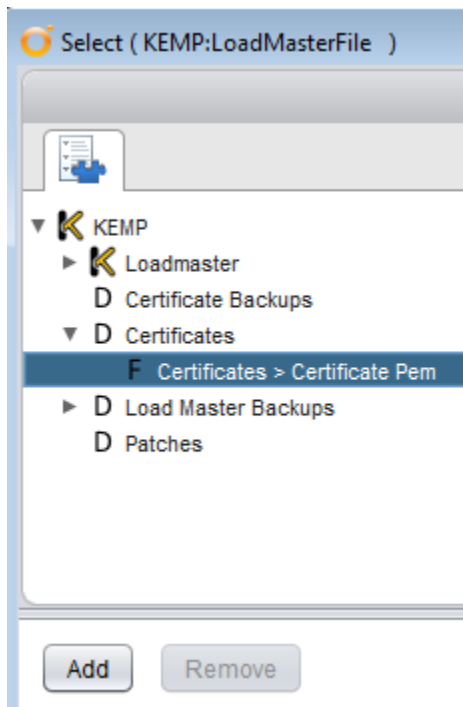 Select ( KEMP:LoadMasterFile )
KEMP
Loadmaster
D Certificate Backups
D Certificates
F Certificates > Certificate Pem
D Load Master Backups
D Patches
Add Remove